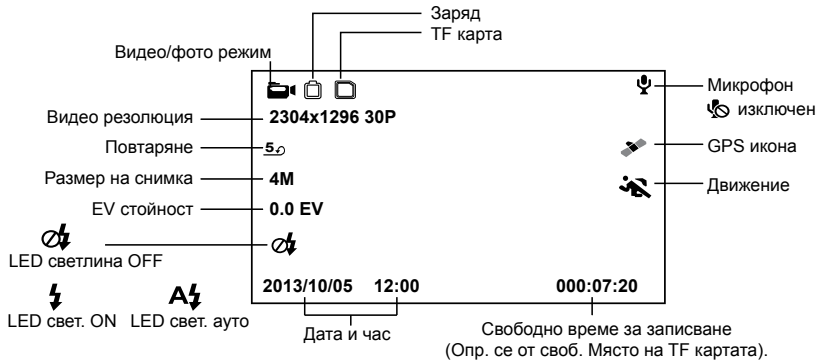 Заряд
TF карта
Видео/фото режим
Микрофон
изключен
Видео резолюция
2304x1296 30P
Повтаряне
5
GPS икона
Размер на снимка
4M
Движение
EV стойност
0.0 EV
LED светлина OFF
2013/10/05 12:00 000:07:20
A
LED свет. ON LED свет. ауто
Дата и час
Свободно време за записване
(Опр. се от своб. Място на TF картата).